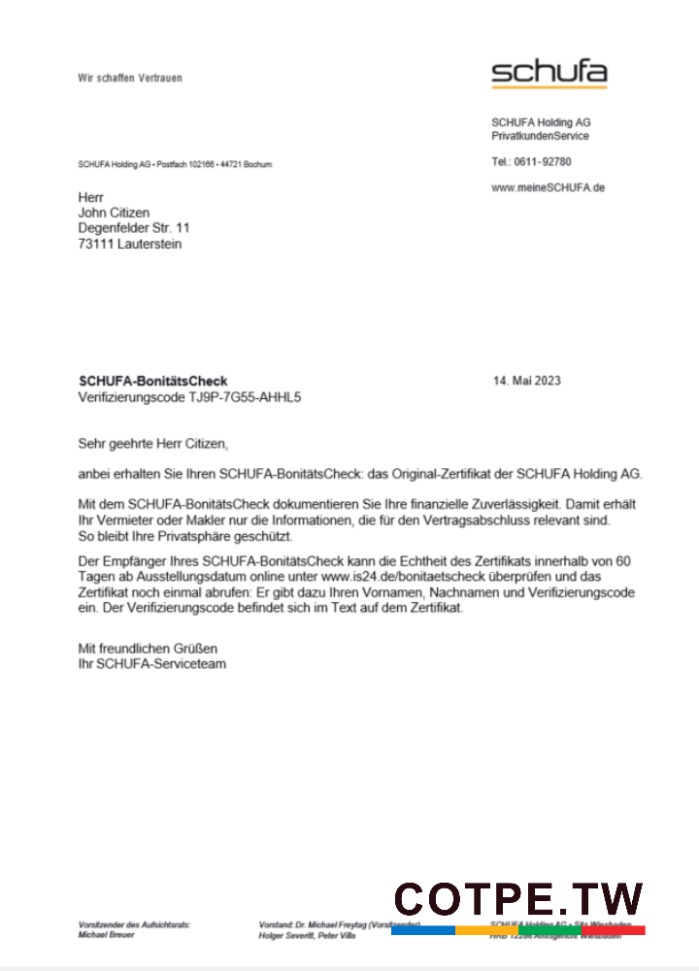 Wir schaffen Vertrauen
schufa
SCHUFA Holding AG
PrivatkundenService
Tel.: 0611-92780
www.meineSCHUFA.de
SCHUFA Holding AG • Postfach 102166 • 44721 Bochum
Herr
John Citizen
Degenfelder Str. 11
73111 Lauterstein
SCHUFA-BonitätsCheck
14. Mai 2023
Verifizierungscode TJ9P-7G55-AHHL5
Sehr geehrte Herr Citizen,
anbei erhalten Sie Ihren SCHUFA-BonitätsCheck: das Original-Zertifikat der SCHUFA Holding AG.
Mit dem SCHUFA-BonitätsCheck dokumentieren Sie Ihre finanzielle Zuverlässigkeit. Damit erhält
Ihr Vermieter oder Makler nur die Informationen, die für den Vertragsabschluss relevant sind.
So bleibt Ihre Privatsphäre geschützt.
Der Empfänger Ihres SCHUFA-BonitätsCheck kann die Echtheit des Zertifikats innerhalb von 60
Tagen ab Ausstellungsdatum online unter www.is24.de/bonitaetscheck überprüfen und das
Zertifikat noch einmal abrufen: Er gibt dazu Ihren Vornamen, Nachnamen und Verifizierungscode
ein. Der Verifizierungscode befindet sich im Text auf dem Zertifikat.
Mit freundlichen Grüßen
Ihr SCHUFA-Serviceteam
COTPE.TW
Vorsitzender des Aufsichtsrats:
Michael Breuer
Vorstand: Dr. Michael Freytag (Vorsitzender)
Holger Severitt, Peter Villa
SCHUFA Holding AG • Sitz Wiesbaden
HRB 12286 Amtsgericht Wiesbaden